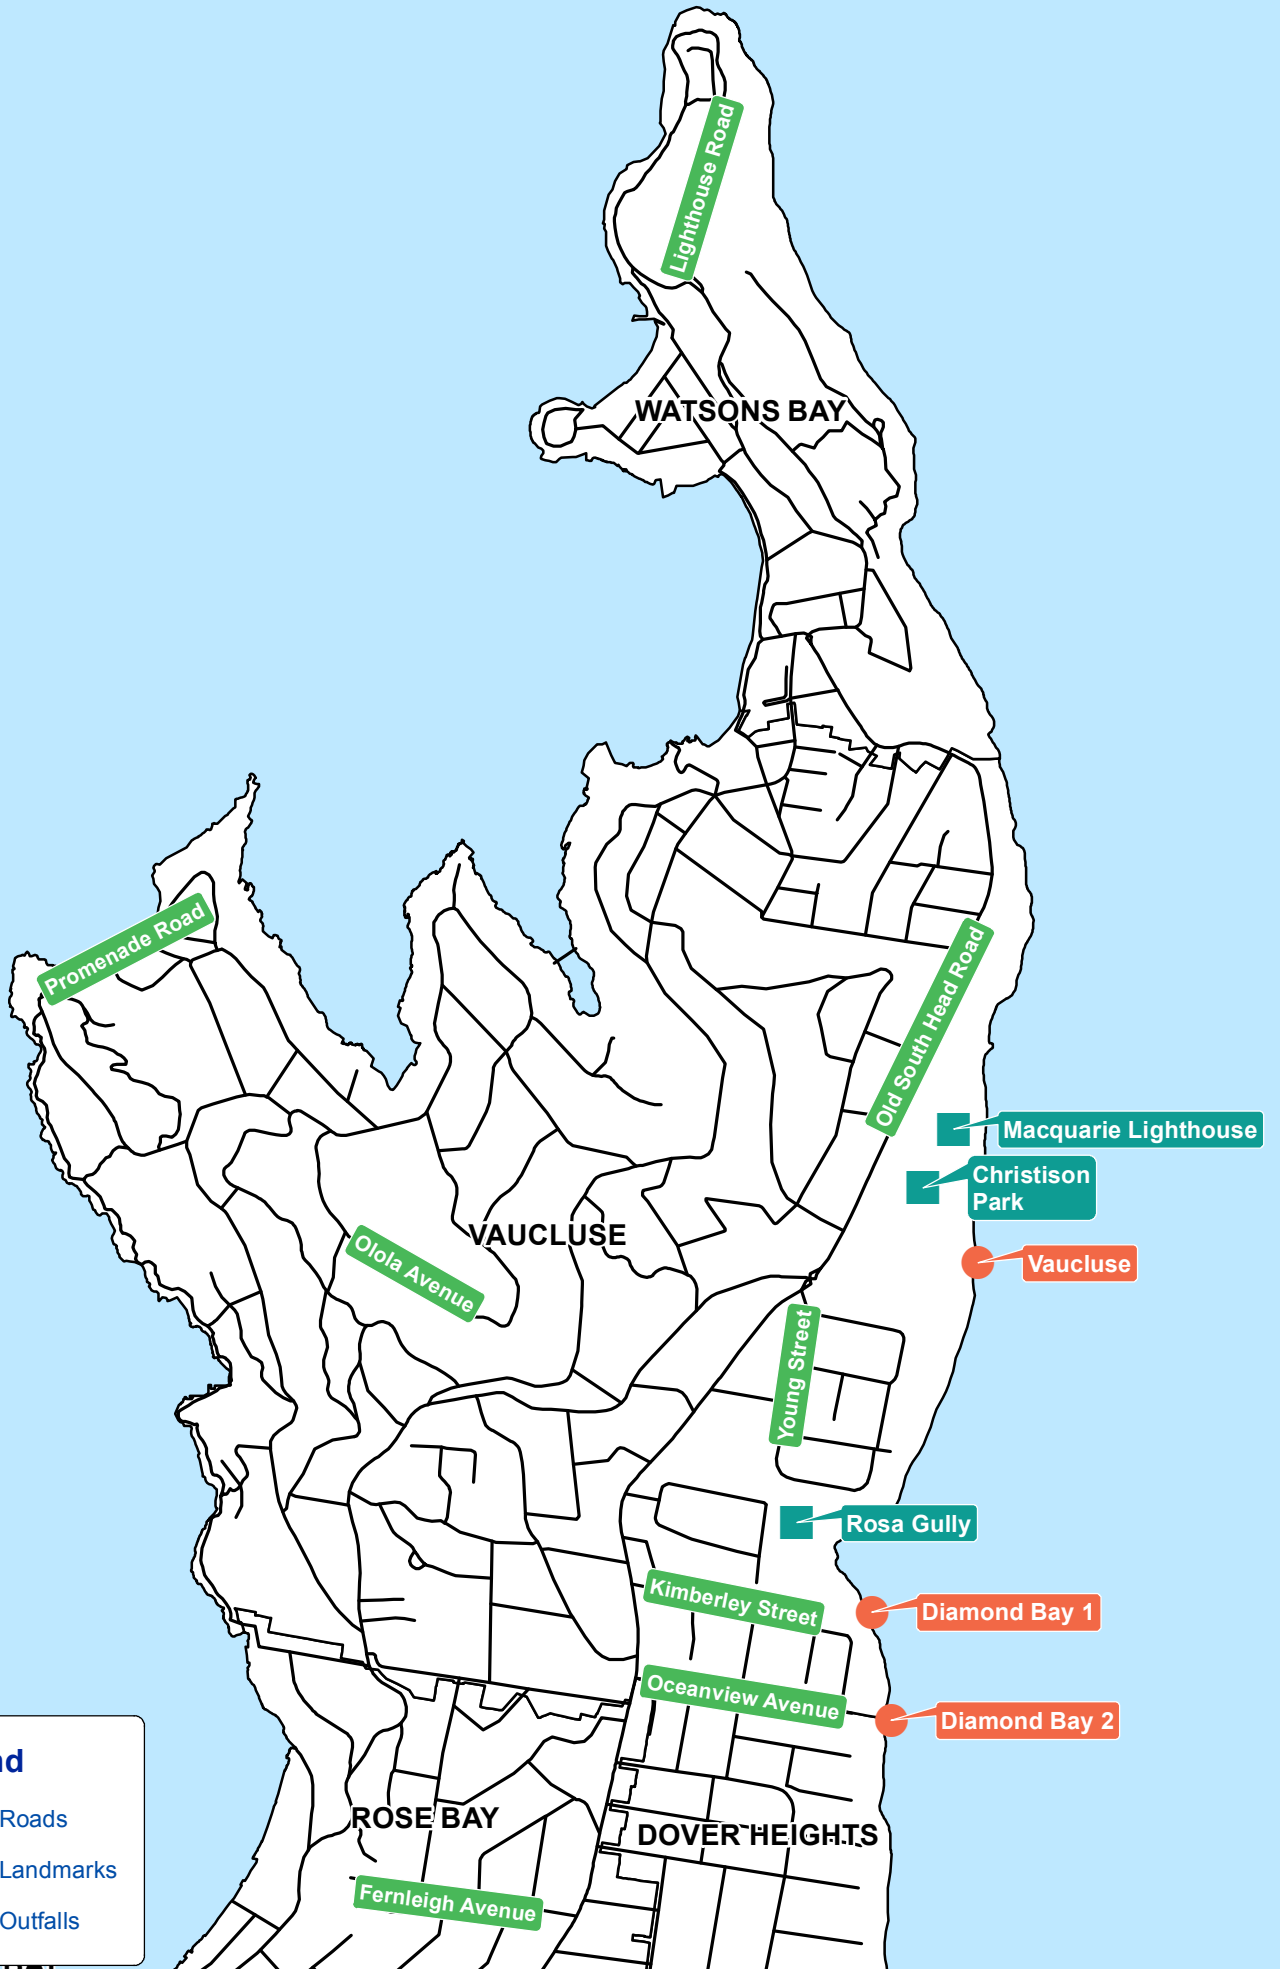 Lighthouse Road
WATSONS BAY
Promenade Road
Old South Head Road
Macquarie Lighthouse
Christison
Park
VAUCLUSE
Olola Avenue
Vaucluse
Young Street
Rosa Gully
Kimberley Street
Diamond Bay 1
Oceanview Avenue
Diamond Bay 2
nd
Roads
ROSE BAY
DOVER HEIGHTS
Landmarks
Fernleigh Avenue
Outfalls